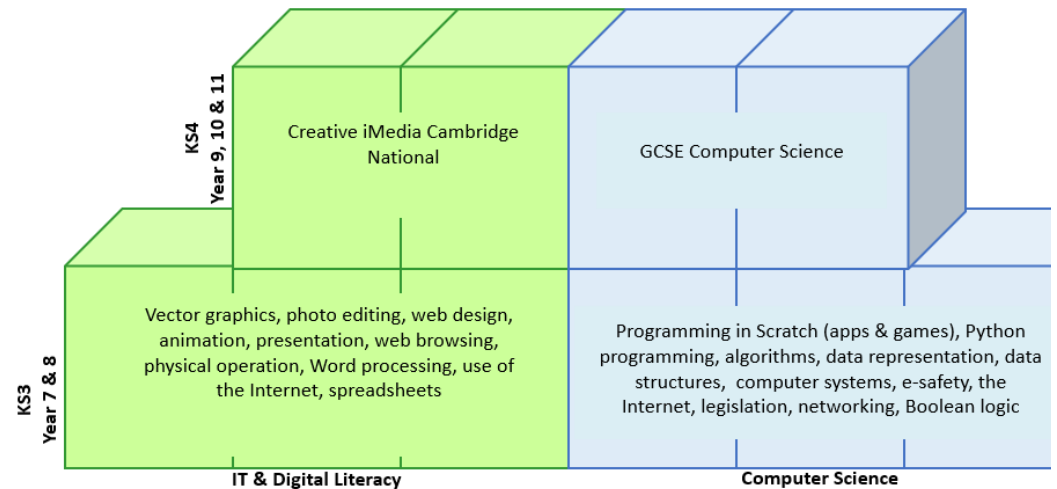 KS4
Year 9, 10 & 11
Creative iMedia Cambridge
National
GCSE Computer Science
KS3
Year 7 & 8
Vector graphics, photo editing, web design,
animation, presentation, web browsing,
physical operation, Word processing, use of
the Internet, spreadsheets
Programming in Scratch (apps & games), Python
programming, algorithms, data representation, data
structures,  computer systems, e-safety, the
Internet, legislation, networking, Boolean logic
IT & Digital Literacy
Computer Science